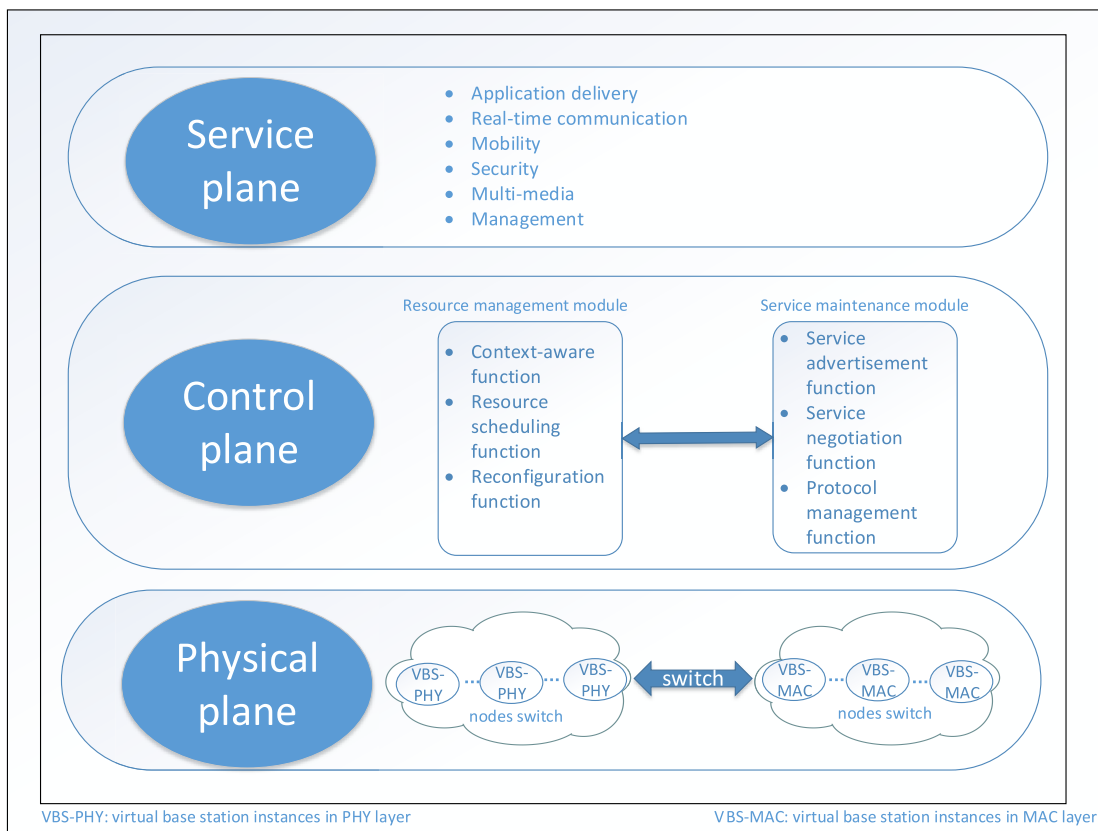 Service
plane
• Application delivery
• Real-time communication
• Mobility
• Security
• Multi-media
• Management
Control
plane
Resource management module
• Context-aware
function
• Resource
scheduling
function
• Reconfiguration
function
Service maintenance module
• Service
advertisement
function
• Service
negotiation
function
• Protocol
management
function
Physical
plane
VBS-
PHY
...
VBS-
PHY
...
VBS-
PHY
nodes switch
switch
VBS-
MAC
...
VBS-
MAC
...
VBS-
MAC
nodes switch
VBS-PHY: virtual base station instances in PHY layer
VBS-MAC: virtual base station instances in MAC layer